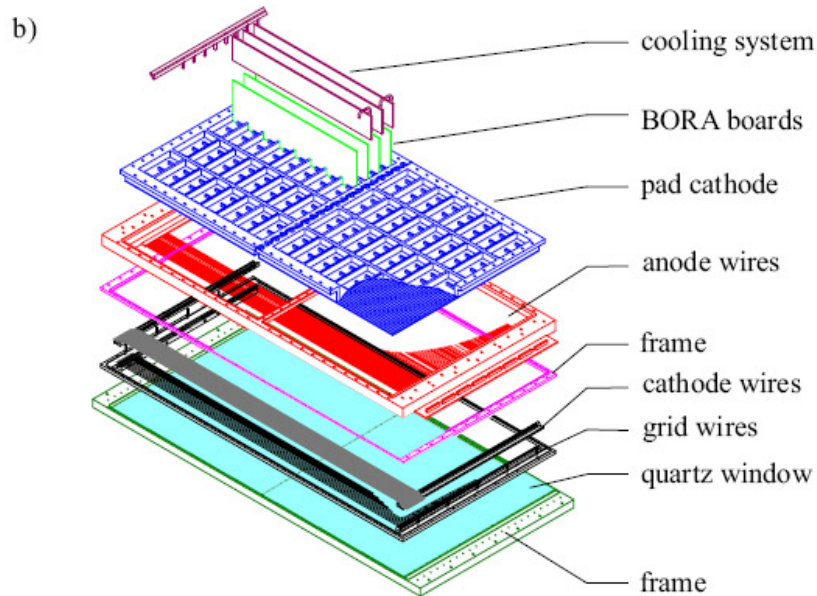 b)
cooling system
BORA boards
pad cathode
anode wires
frame
cathode wires
grid wires
quartz window
frame